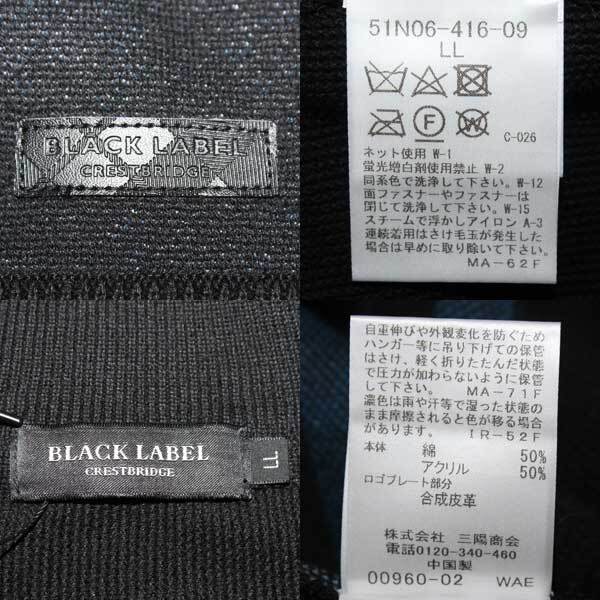 BLACK LABEL
CRESTBRIDGE
51N06-416-09
LL
C-026
ネット使用 W-1
蛍光増白剤使用禁止 W-2
同系色で洗浄して下さい。W-12
面ファスナーやファスナーは
閉じて洗浄して下さい。W-15
スチームで浮かしアイロン A-3
連続着用はさけ毛玉が発生した
場合は早めに取り除いて下さい。
MA-62F
BLACK LABEL
CRESTBRIDGE
LL
自重伸びや外観変化を防ぐため
ハンガー等に吊り下げての保管
はさけ、軽く折りたたんだ状態
で圧力が加わらないように保管
して下さい。 MA-71F
濃色は雨や汗等で湿った状態の
まま摩擦されると色が移る場合
があります。 IR-52F
本体 綿 50%
アクリル 50%
ロゴプレート部分
合成皮革
株式会社 三陽商会
電話0120-340-460
中国製
00960-02 WAE